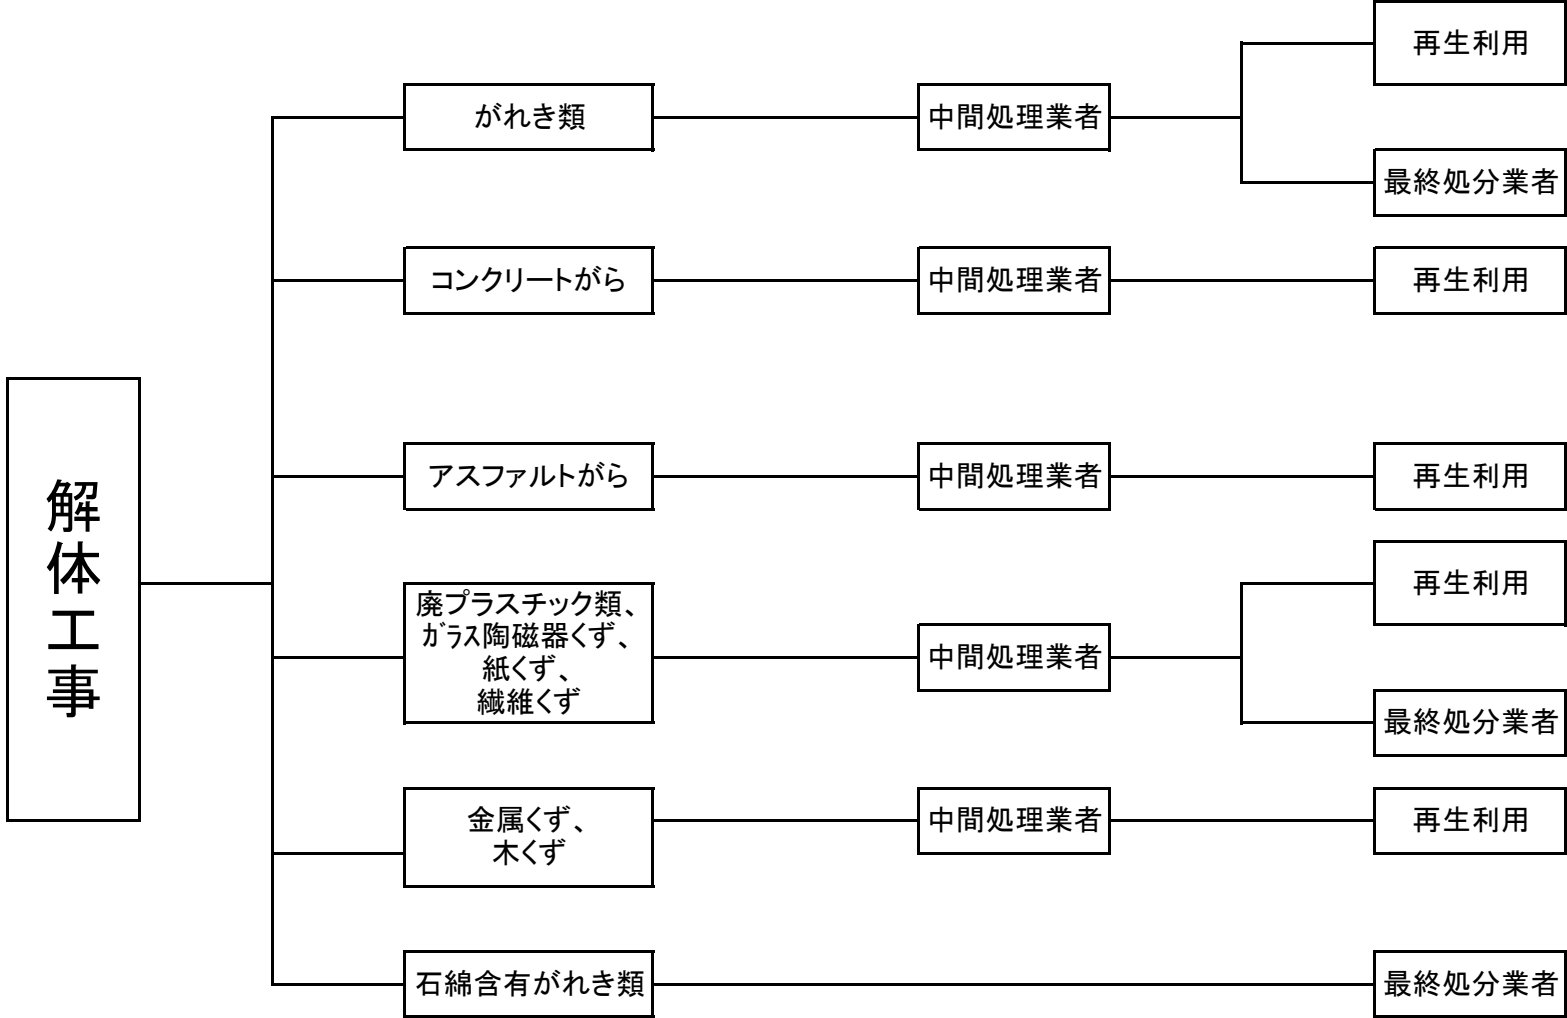 解体工事
がれき類
中間処理業者
再生利用
最終処分業者
コンクリートがら
中間処理業者
再生利用
アスファルトがら
中間処理業者
再生利用
廃プラスチック類、
ｶﾞﾗｽ陶磁器くず、
紙くず、
繊維くず
中間処理業者
再生利用
最終処分業者
金属くず、
木くず
中間処理業者
再生利用
石綿含有がれき類
最終処分業者